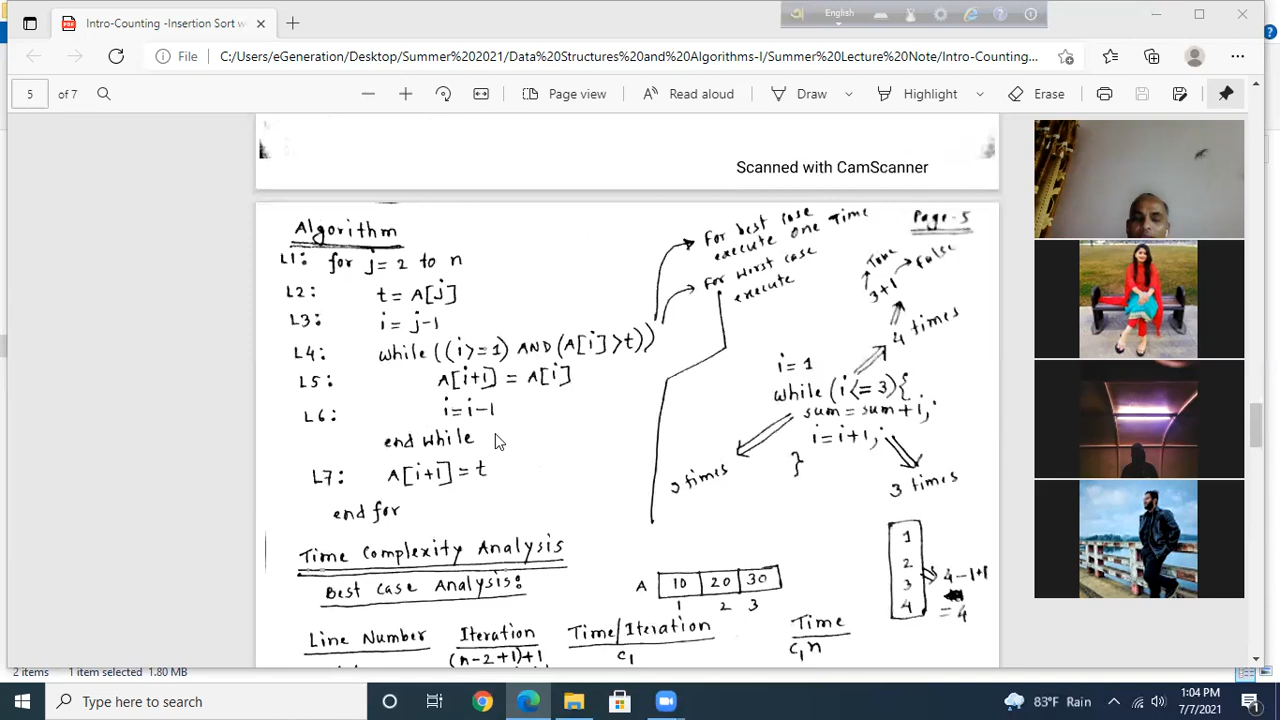 Intro-Counting -Insertion Sort w
English
File
C:/Users/eGeneration/Desktop/Summer%202021/Data%20Structures%20and%20Algorithms-I/Summer%20Lecture%20Note/Intro-Counting...
5 of 7
Page view
Read aloud
Draw
Highlight
Erase
Scanned with CamScanner
Page-5
Algorithm
L1: for j=2 to n
L2: t = A[j]
L3: i = j-1
L4: while((i>=1) AND (A[i]>t))
L5: A[i+1] = A[i]
L6: i=i-1
end while
L7: A[i+1] = t
end for
For best case
execute one Time
For worst case
execute
True
False
3+1
4 times
i=1
while (i<=3){
sum=sum+i;
i=i+1;
}
3 times
3 times
Time Complexity Analysis
Best Case Analysis:
A 10 20 30
1 2 3
1
2
3
4
4-1+1
=4
Line Number Iteration Time/Iteration Time
(n-2+1)+1 c1 c1n
2 items
1 item selected 1.80 MB
Type here to search
83°F Rain
1:04 PM
7/7/2021
1